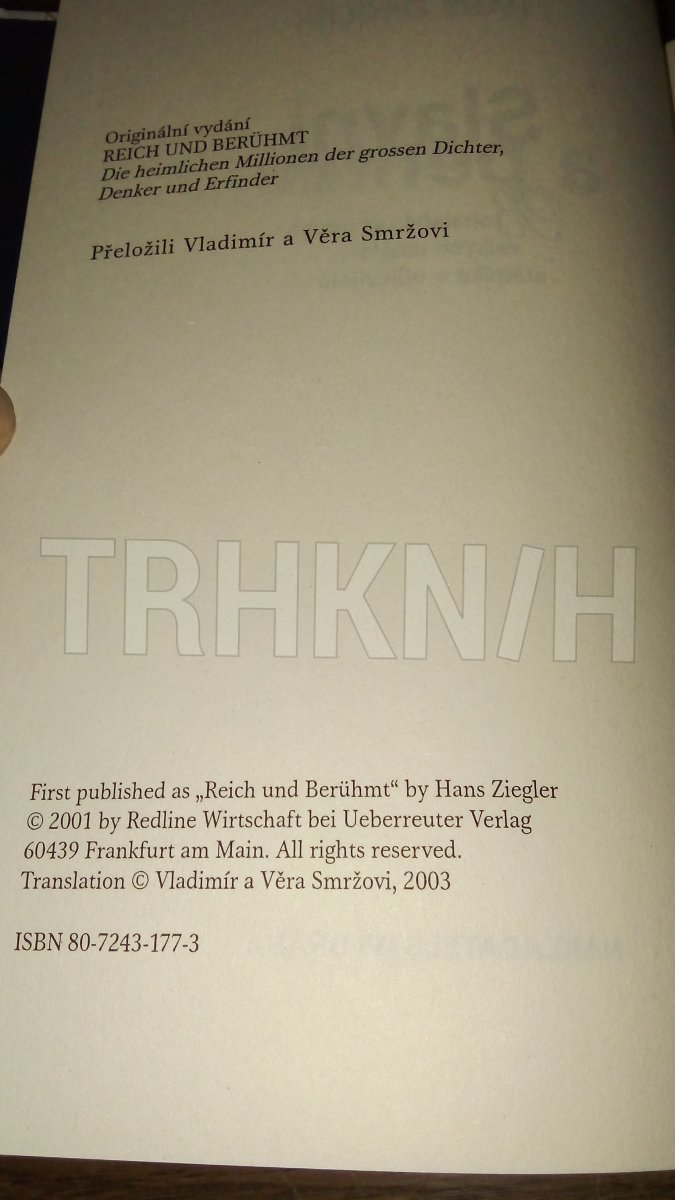 Originální vydání
REICH UND BERÜHMT
Die heimlichen Millionen der grossen Dichter,
Denker und Erfinder
Přeložili Vladimír a Věra Smržovi
TRHKN/H
First published as „Reich und Berühmt“ by Hans Ziegler
© 2001 by Redline Wirtschaft bei Ueberreuter Verlag
60439 Frankfurt am Main. All rights reserved.
Translation © Vladimír a Věra Smržovi, 2003
ISBN 80-7243-177-3